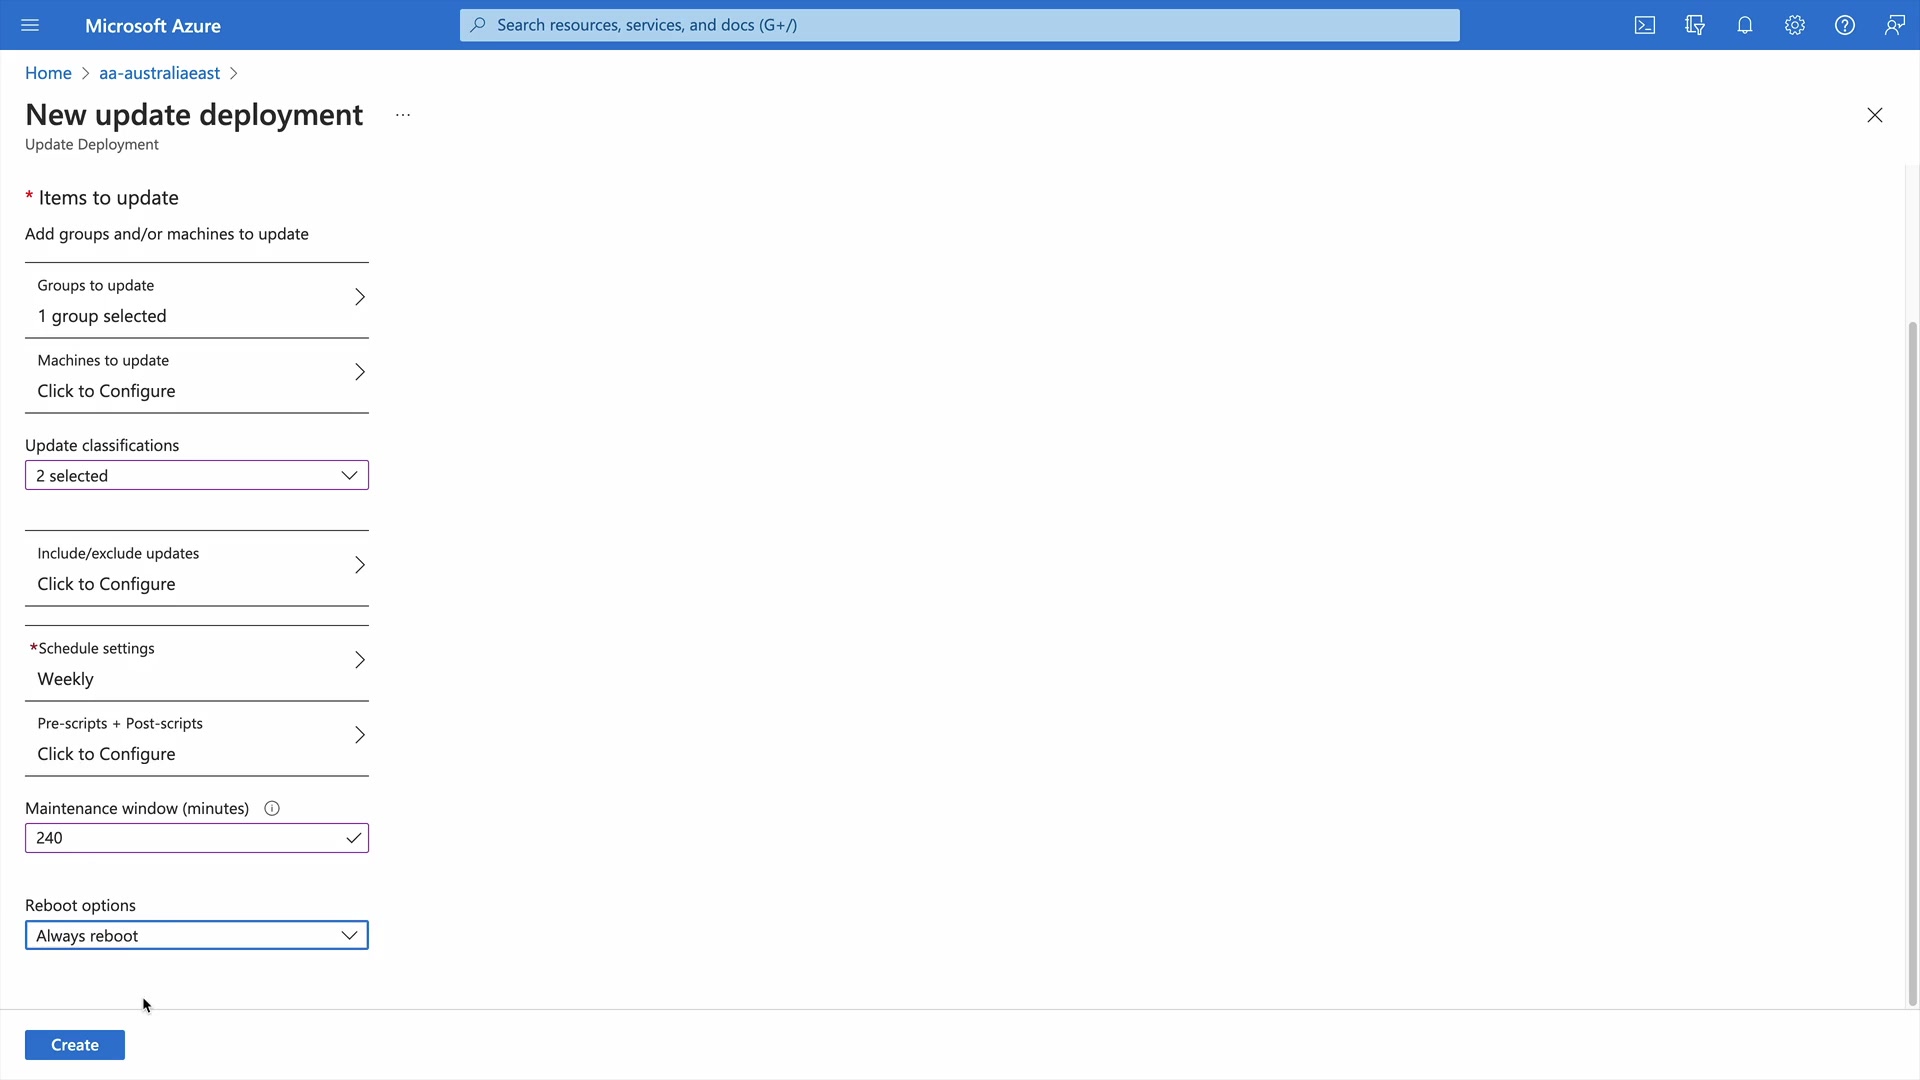 Microsoft Azure
Search resources, services, and docs (G+/)
Home > aa-australiaeast >
New update deployment ...
Update Deployment
* Items to update
Add groups and/or machines to update
Groups to update
1 group selected
Machines to update
Click to Configure
Update classifications
2 selected
Include/exclude updates
Click to Configure
*Schedule settings
Weekly
Pre-scripts + Post-scripts
Click to Configure
Maintenance window (minutes)
240
Reboot options
Always reboot
Create